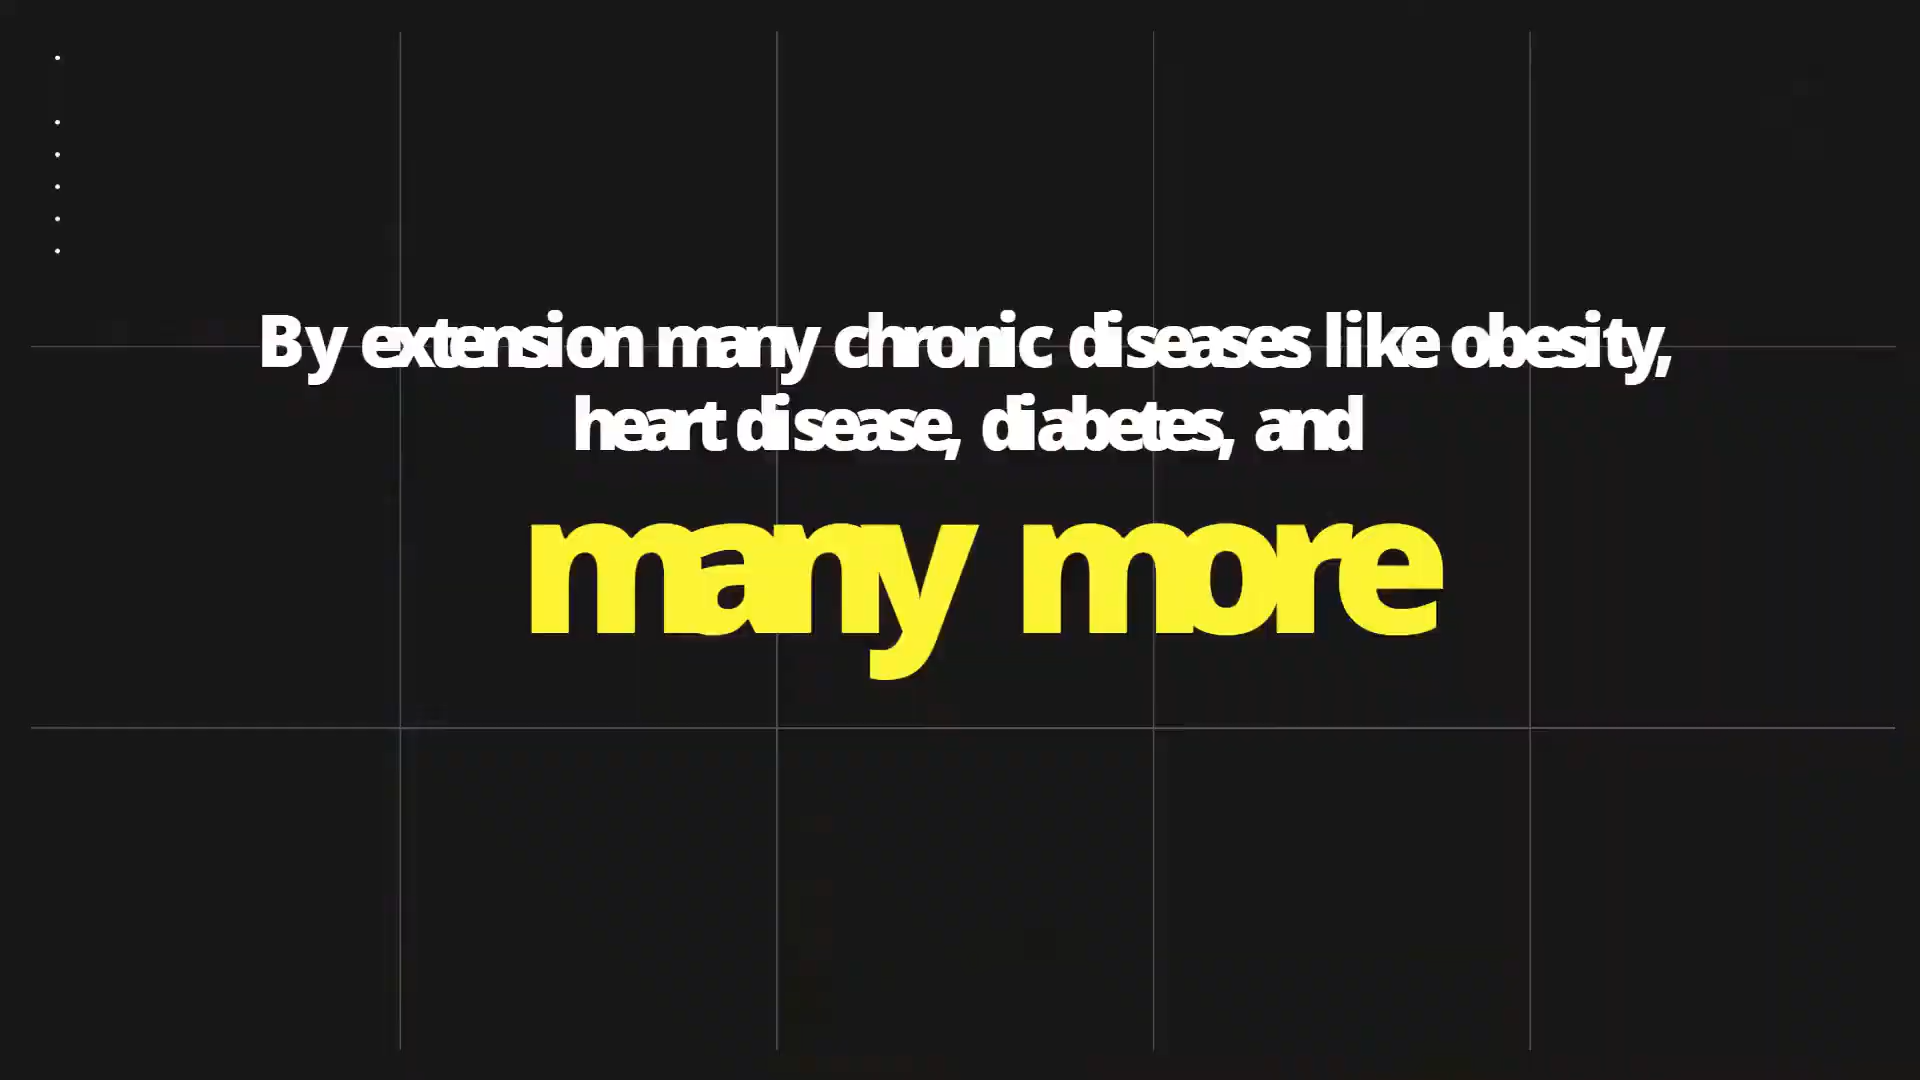 By extension many chronic diseases like obesity,
heart disease, diabetes, and
many more